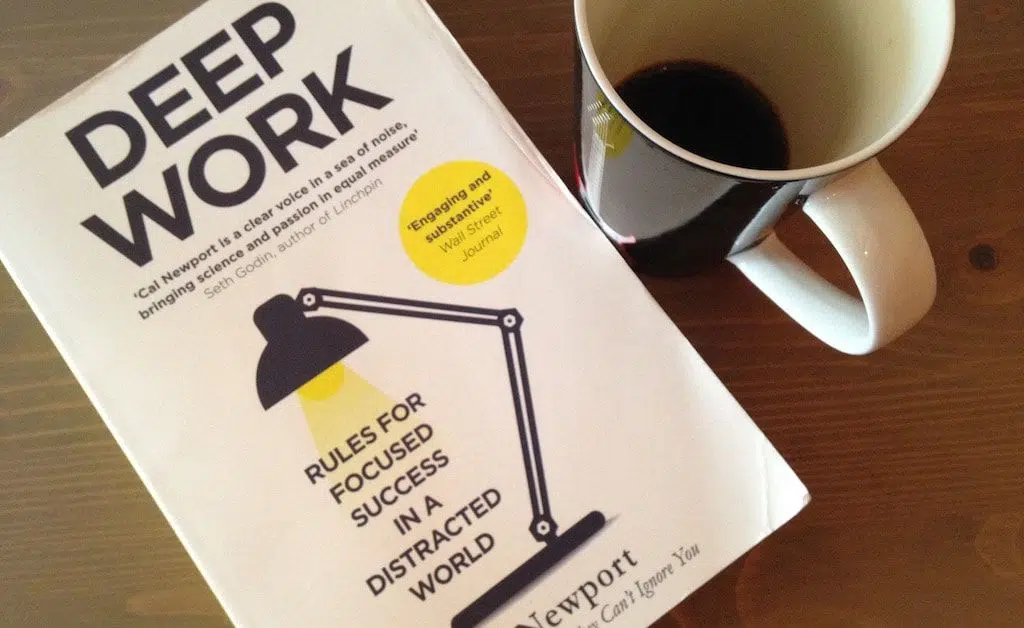 DEEP
WORK
'Cal Newport is a clear voice in a sea of noise,
bringing science and passion in equal measure'
Seth Godin, author of Linchpin
'Engaging and
substantive'
Wall Street
Journal
RULES FOR
FOCUSED
SUCCESS
IN A
DISTRACTED
WORLD
Newport
Can't Ignore You